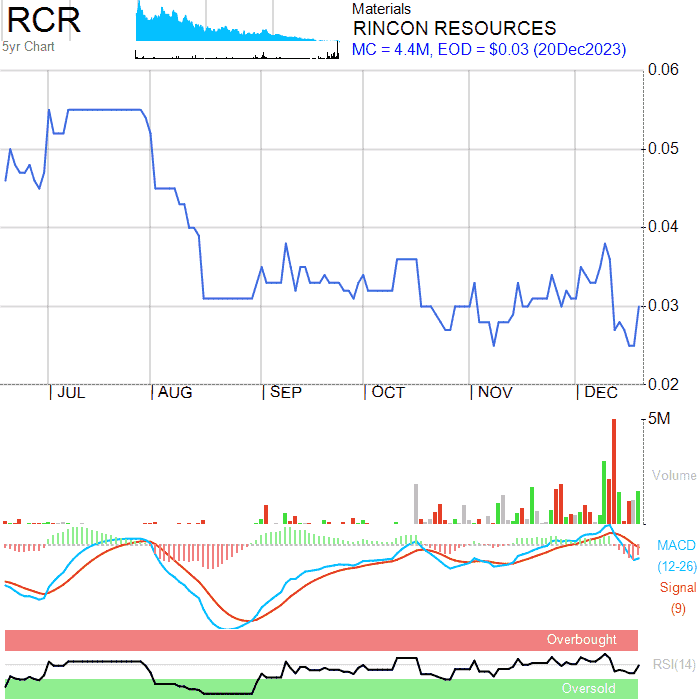 RCR
5yr Chart
Materials
RINCON RESOURCES
MC = 4.4M, EOD = $0.03 (20Dec2023)
0.06
0.05
0.04
0.03
0.02
JUL AUG SEP OCT NOV DEC
5M
Volume
MACD
(12-26)
Signal
(9)
Overbought
RSI(14)
Oversold